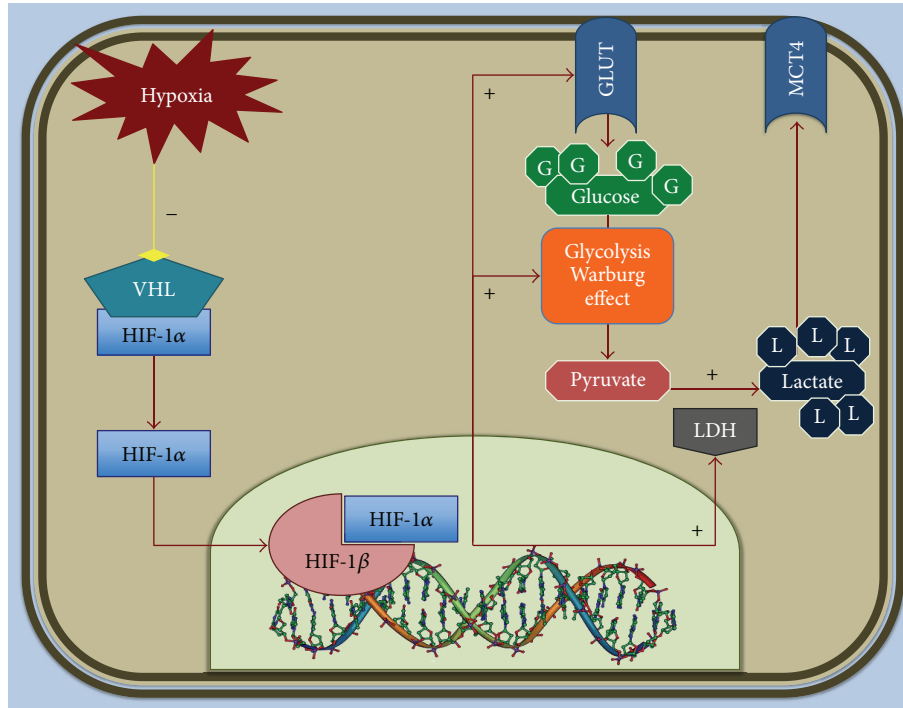 Hypoxia
−
VHL
HIF-1α
HIF-1α
HIF-1α
HIF-1β
+
GLUT
MCT4
G
G
G
G
Glucose
+
Glycolysis
Warburg
effect
Pyruvate
+
L
L
L
Lactate
L
L
LDH
+